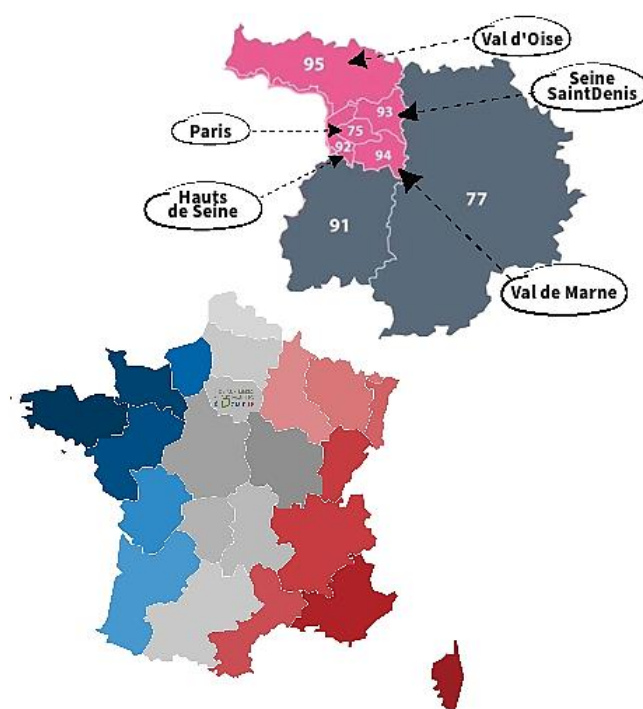 Val d'Oise
95
Seine
SaintDenis
93
Paris
75
92
94
Hauts
de Seine
77
91
Val de Marne